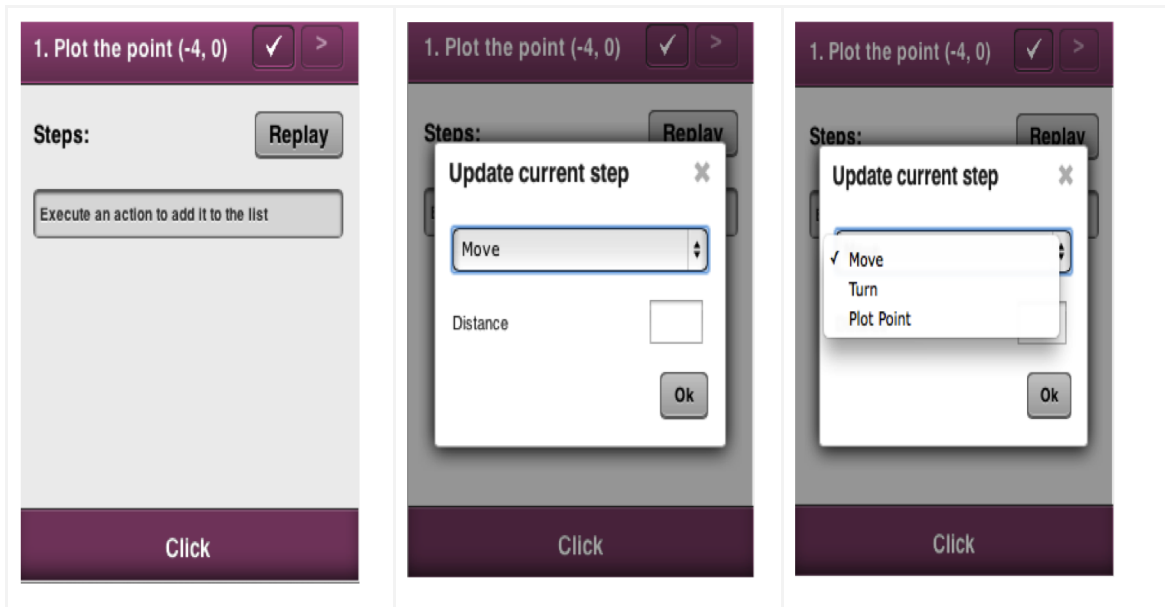 1. Plot the point (-4, 0) ✓ >
Steps: Replay
Execute an action to add it to the list
Click
1. Plot the point (-4, 0) ✓ >
Steps: Replay
Update current step ×
Move
Distance
Ok
Click
1. Plot the point (-4, 0) ✓ >
Steps: Replay
Update current step ×
✓ Move
Turn
Plot Point
Ok
Click